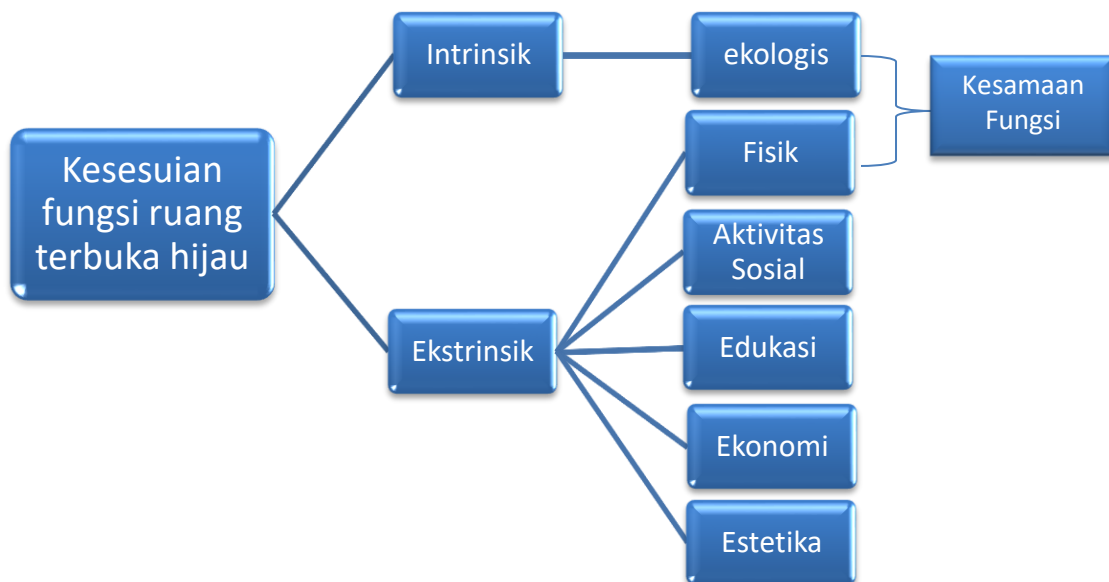 Kesesuian
fungsi ruang
terbuka hijau
Intrinsik
ekologis
Kesamaan
Fungsi
Ekstrinsik
Fisik
Aktivitas
Sosial
Edukasi
Ekonomi
Estetika